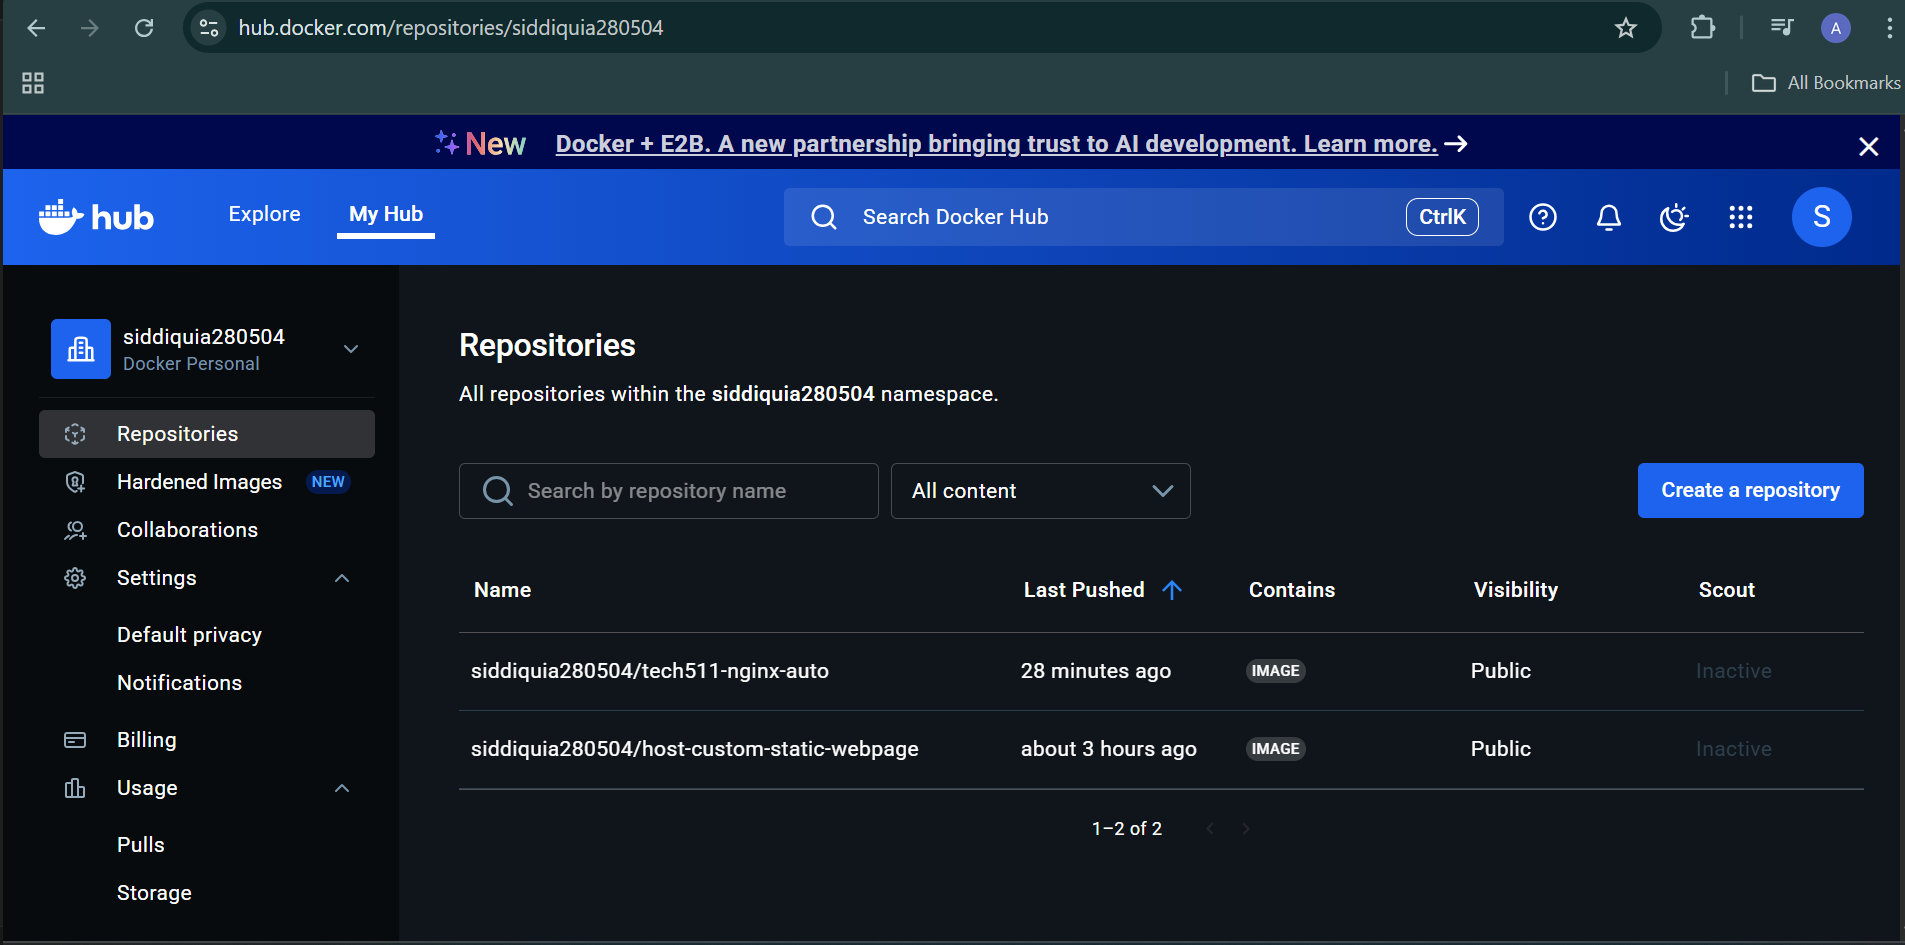 hub.docker.com/repositories/siddiquia280504
A
All Bookmarks
New Docker + E2B. A new partnership bringing trust to AI development. Learn more.
hub Explore My Hub Search Docker Hub CtrlK S
siddiquia280504
Docker Personal
Repositories
Hardened Images NEW
Collaborations
Settings
Default privacy
Notifications
Billing
Usage
Pulls
Storage
Repositories
All repositories within the siddiquia280504 namespace.
Search by repository name All content Create a repository
Name Last Pushed Contains Visibility Scout
siddiquia280504/tech511-nginx-auto 28 minutes ago IMAGE Public Inactive
siddiquia280504/host-custom-static-webpage about 3 hours ago IMAGE Public Inactive
1–2 of 2